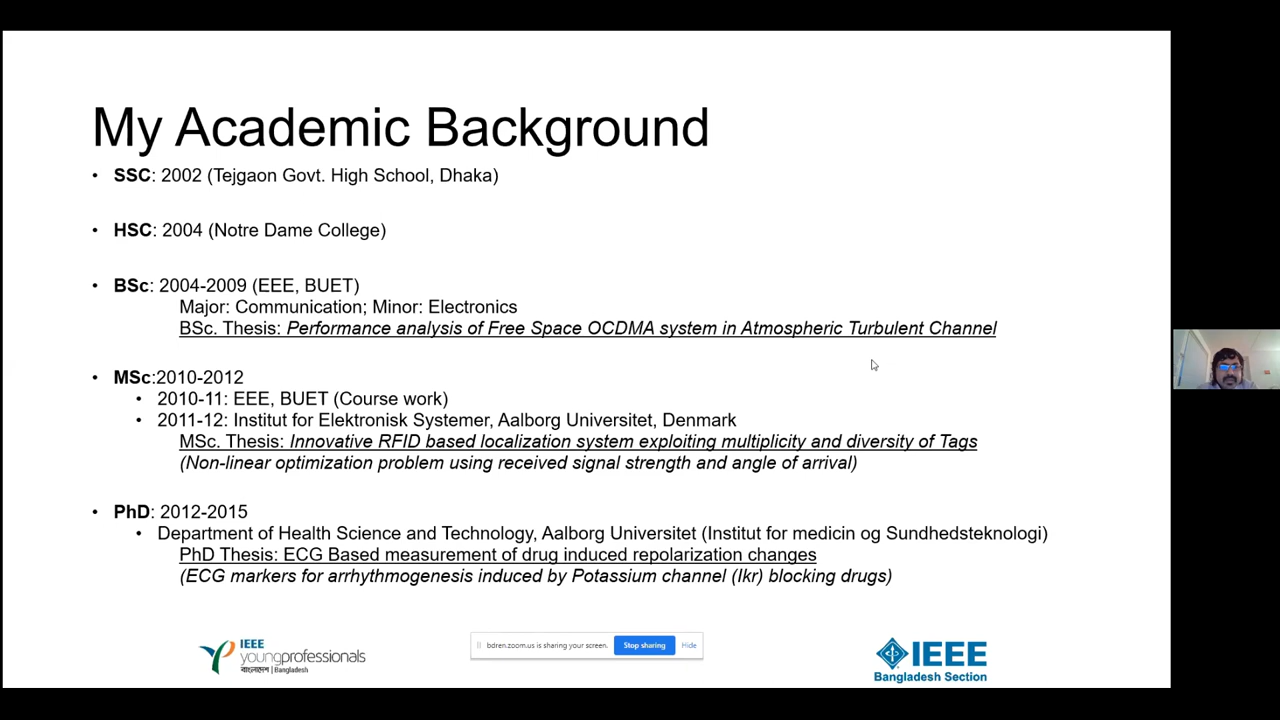 My Academic Background
• SSC: 2002 (Tejgaon Govt. High School, Dhaka)
• HSC: 2004 (Notre Dame College)
• BSc: 2004-2009 (EEE, BUET)
Major: Communication; Minor: Electronics
BSc. Thesis: Performance analysis of Free Space OCDMA system in Atmospheric Turbulent Channel
• MSc:2010-2012
• 2010-11: EEE, BUET (Course work)
• 2011-12: Institut for Elektronisk Systemer, Aalborg Universitet, Denmark
MSc. Thesis: Innovative RFID based localization system exploiting multiplicity and diversity of Tags
(Non-linear optimization problem using received signal strength and angle of arrival)
• PhD: 2012-2015
• Department of Health Science and Technology, Aalborg Universitet (Institut for medicin og Sundhedsteknologi)
PhD Thesis: ECG Based measurement of drug induced repolarization changes
(ECG markers for arrhythmogenesis induced by Potassium channel (Ikr) blocking drugs)
IEEE
youngprofessionals
বাংলাদেশ | Bangladesh
bdren.zoom.us is sharing your screen. Stop sharing Hide
IEEE
Bangladesh Section